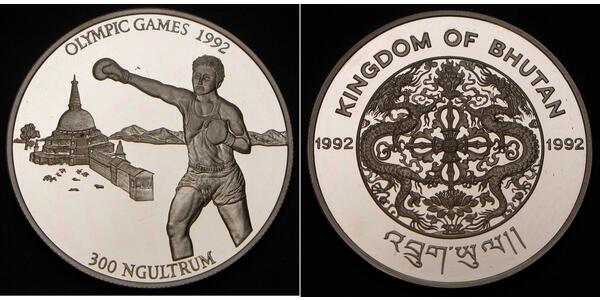 OLYMPIC GAMES 1992
300 NGULTRUM
KINGDOM OF BHUTAN
1992 1992
འབྲུག་ཡུལ།།